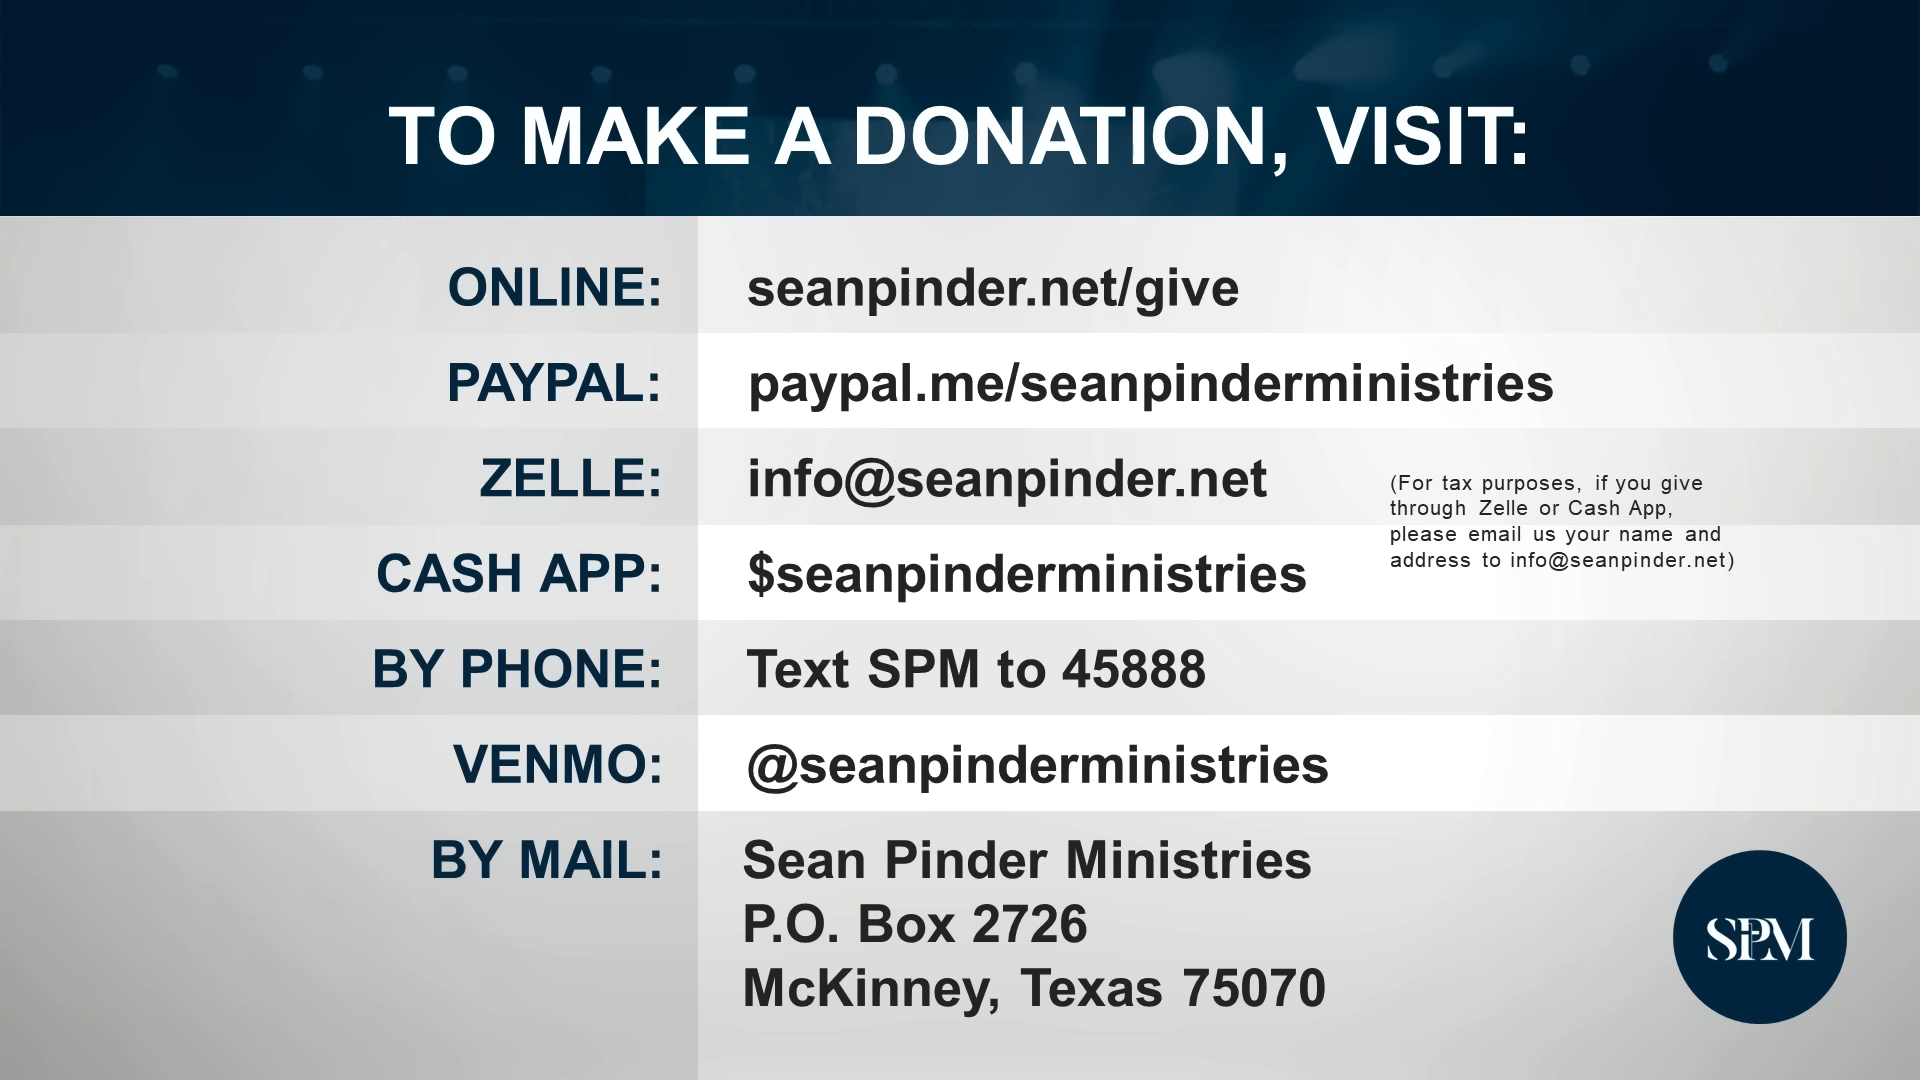 TO MAKE A DONATION, VISIT:
ONLINE: seanpinder.net/give
PAYPAL: paypal.me/seanpinderministries
ZELLE: info@seanpinder.net
CASH APP: $seanpinderministries
(For tax purposes, if you give
through Zelle or Cash App,
please email us your name and
address to info@seanpinder.net)
BY PHONE: Text SPM to 45888
VENMO: @seanpinderministries
BY MAIL: Sean Pinder Ministries
P.O. Box 2726
McKinney, Texas 75070
SPM